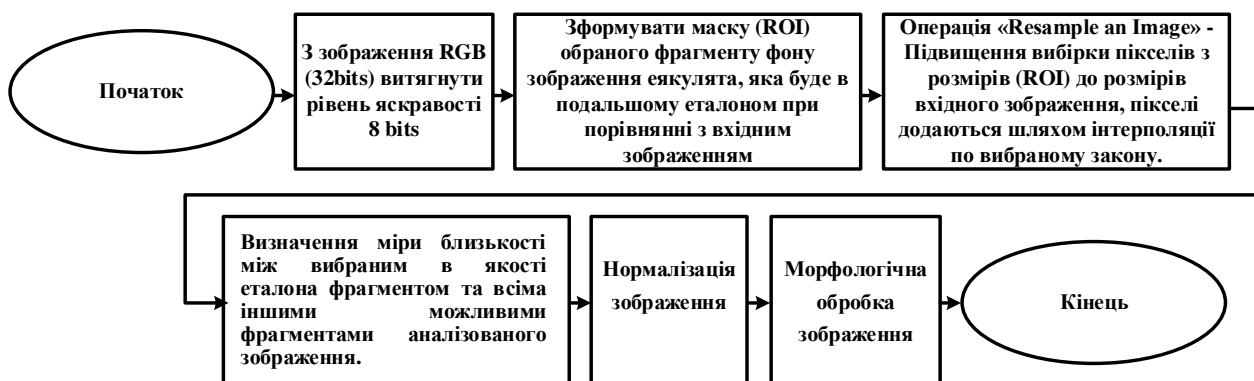 Початок
З зображення RGB
(32bits) витягнути
рівень яскравості
8 bits
Зформувати маску (ROI)
обраного фрагменту фону
зображення еякулята, яка буде в
подальшому еталоном при
порівнянні з вхідним
зображенням
Операція «Resample an Image» -
Підвищення вибірки пікселів з
розмірів (ROI) до розмірів
вхідного зображення, пікселі
додаються шляхом інтерполяції
по вибраному закону.
Визначення міри близькості
між вибраним в якості
еталона фрагментом та всіма
іншими можливими
фрагментами аналізованого
зображення.
Нормалізація
зображення
Морфологічна
обробка
зображення
Кінець